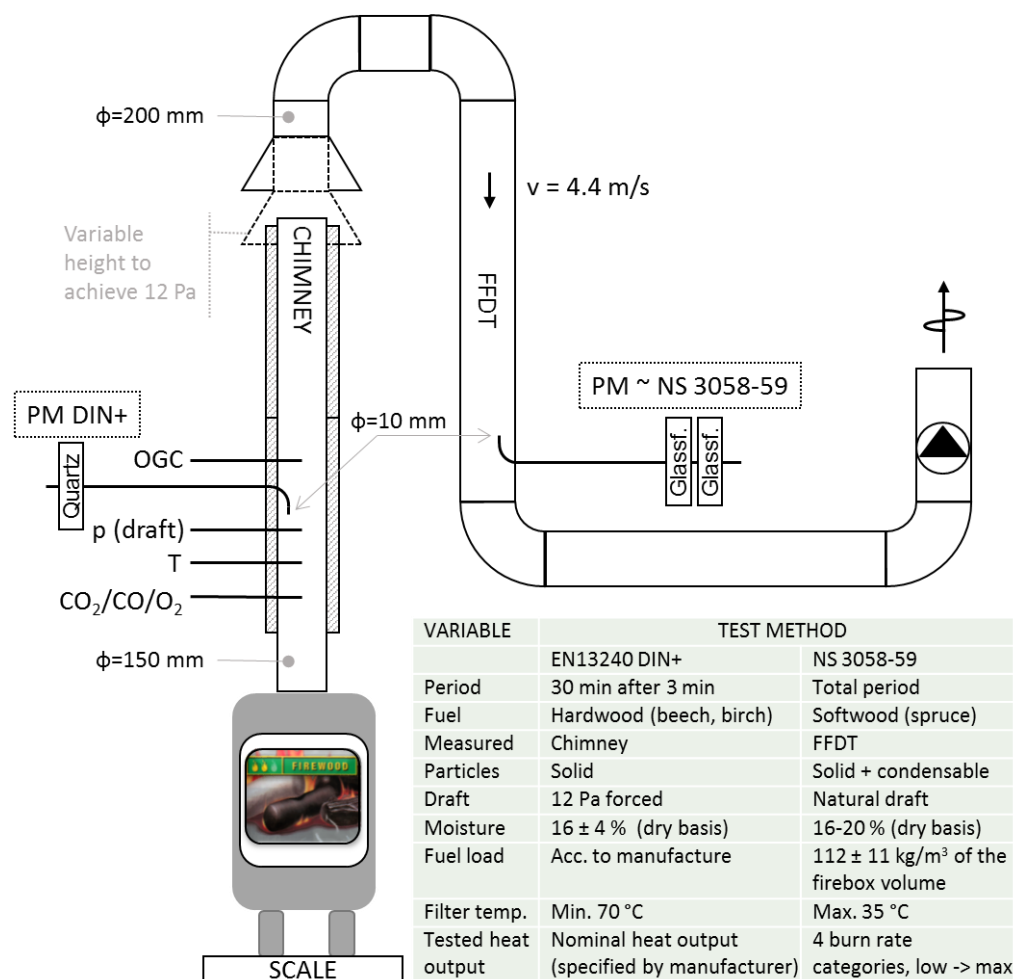 ϕ=200 mm
v = 4.4 m/s
Variable
height to
achieve 12 Pa
CHIMNEY
FFDT
PM ~ NS 3058-59
PM DIN+
ϕ=10 mm
OGC
Quartz
Glassf.
Glassf.
p (draft)
T
CO₂/CO/O₂
ϕ=150 mm
FIREWOOD
SCALE
VARIABLE TEST METHOD
EN13240 DIN+ NS 3058-59
Period 30 min after 3 min Total period
Fuel Hardwood (beech, birch) Softwood (spruce)
Measured Chimney FFDT
Particles Solid Solid + condensable
Draft 12 Pa forced Natural draft
Moisture 16 ± 4 % (dry basis) 16-20 % (dry basis)
Fuel load Acc. to manufacture 112 ± 11 kg/m³ of the
firebox volume
Filter temp. Min. 70 °C Max. 35 °C
Tested heat Nominal heat output 4 burn rate
output (specified by manufacturer) categories, low -> max